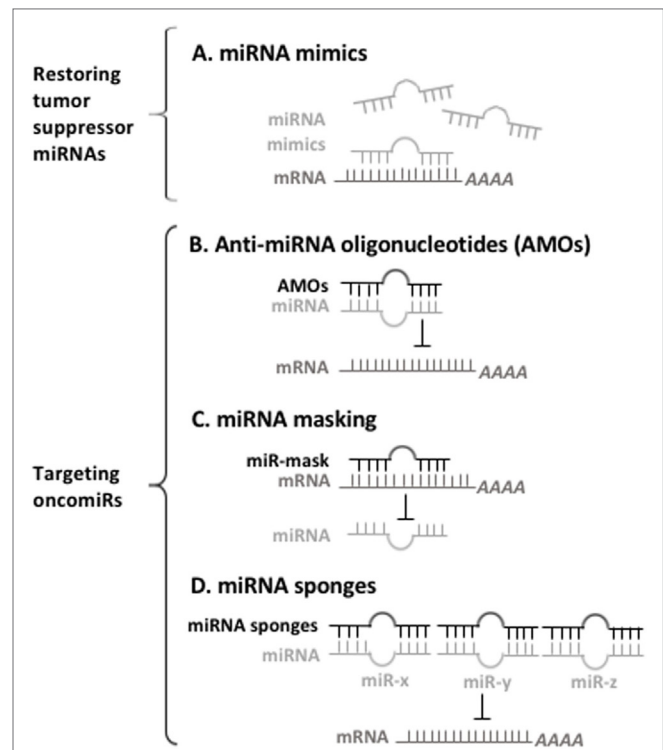 Restoring
tumor
suppressor
miRNAs
A. miRNA mimics
miRNA
mimics
mRNA AAAA
Targeting
oncomiRs
B. Anti-miRNA oligonucleotides (AMOs)
AMOs
miRNA
mRNA AAAA
C. miRNA masking
miR-mask
mRNA AAAA
miRNA
D. miRNA sponges
miRNA sponges
miRNA
miR-x miR-y miR-z
mRNA AAAA